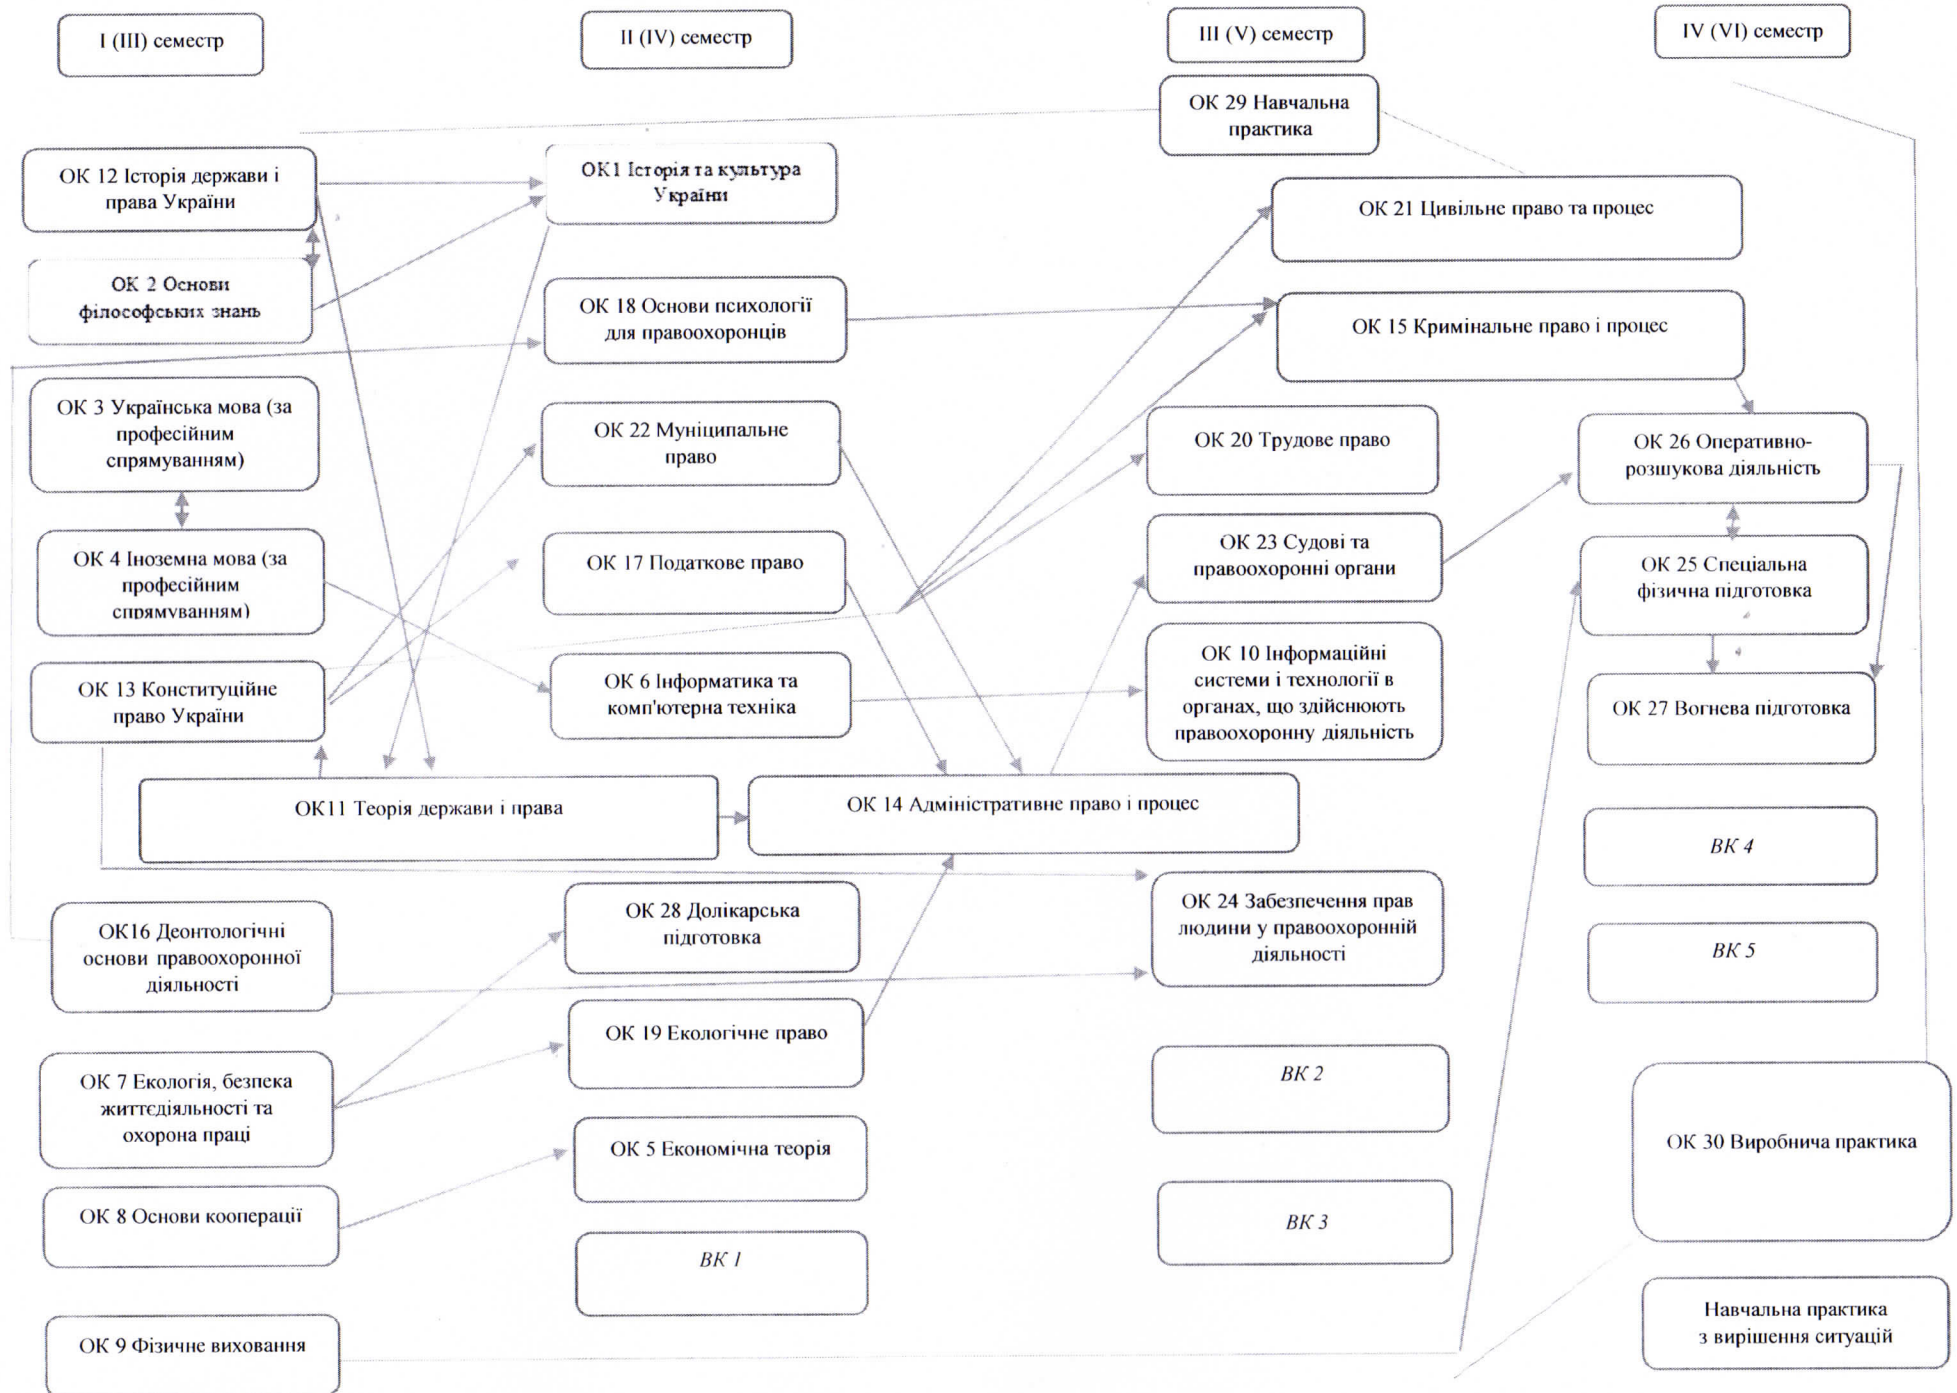 І (ІІІ) семестр
ІІ (ІV) семестр
ІІІ (V) семестр
ІV (VI) семестр
ОК 29 Навчальна
практика
ОК 12 Історія держави і
права України
ОК1 Історія та культура
України
ОК 21 Цивільне право та процес
ОК 2 Основи
філософських знань
ОК 18 Основи психології
для правоохоронців
ОК 15 Кримінальне право і процес
ОК 3 Українська мова (за
професійним
спрямуванням)
ОК 22 Муніципальне
право
ОК 20 Трудове право
ОК 26 Оперативно-
розшукова діяльність
ОК 4 Іноземна мова (за
професійним
спрямуванням)
ОК 17 Податкове право
ОК 23 Судові та
правоохоронні органи
ОК 25 Спеціальна
фізична підготовка
ОК 13 Конституційне
право України
ОК 6 Інформатика та
комп'ютерна техніка
ОК 10 Інформаційні
системи і технології в
органах, що здійснюють
правоохоронну діяльність
ОК 27 Вогнева підготовка
ОК11 Теорія держави і права
ОК 14 Адміністративне право і процес
ВК 4
ОК16 Деонтологічні
основи правоохоронної
діяльності
ОК 28 Долікарська
підготовка
ОК 24 Забезпечення прав
людини у правоохоронній
діяльності
ВК 5
ОК 7 Екологія, безпека
життєдіяльності та
охорона праці
ОК 19 Екологічне право
ВК 2
ОК 5 Економічна теорія
ОК 30 Виробнича практика
ОК 8 Основи кооперації
ВК 1
ВК 3
ОК 9 Фізичне виховання
Навчальна практика
з вирішення ситуацій